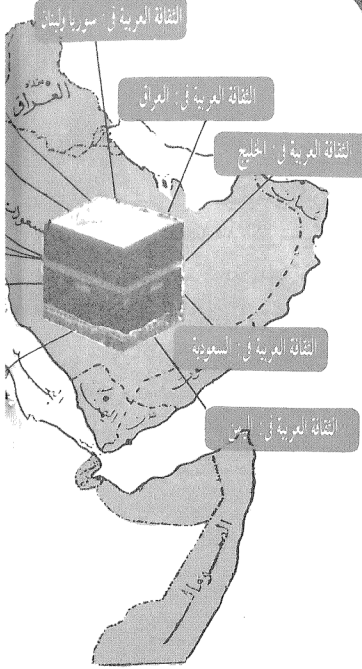 الثقافة العربية في: سوريا ولبنان
العراق
الثقافة العربية في: العراق
الثقافة العربية في الخليج
الثقافة العربية في: السعودية
الثقافة العربية في: اليمن
الصومال